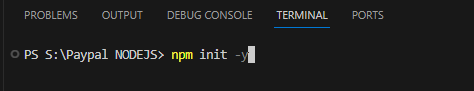 PROBLEMS OUTPUT DEBUG CONSOLE TERMINAL PORTS
PS S:\Paypal NODEJS> npm init -y